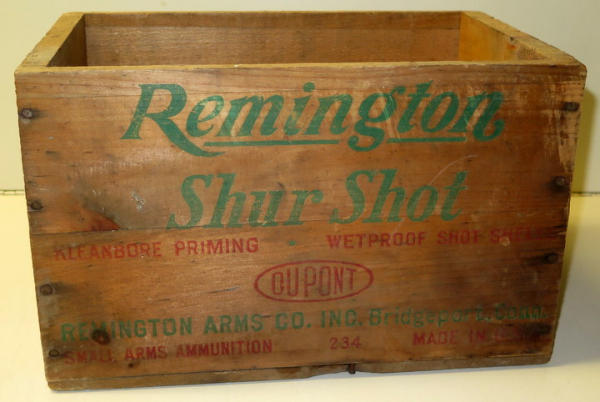 Remington
Shur Shot
KLEANBORE PRIMING • WETPROOF SHOT SHELLS
DUPONT
REMINGTON ARMS CO. INC. Bridgeport, Conn.
SMALL ARMS AMMUNITION 234 MADE IN